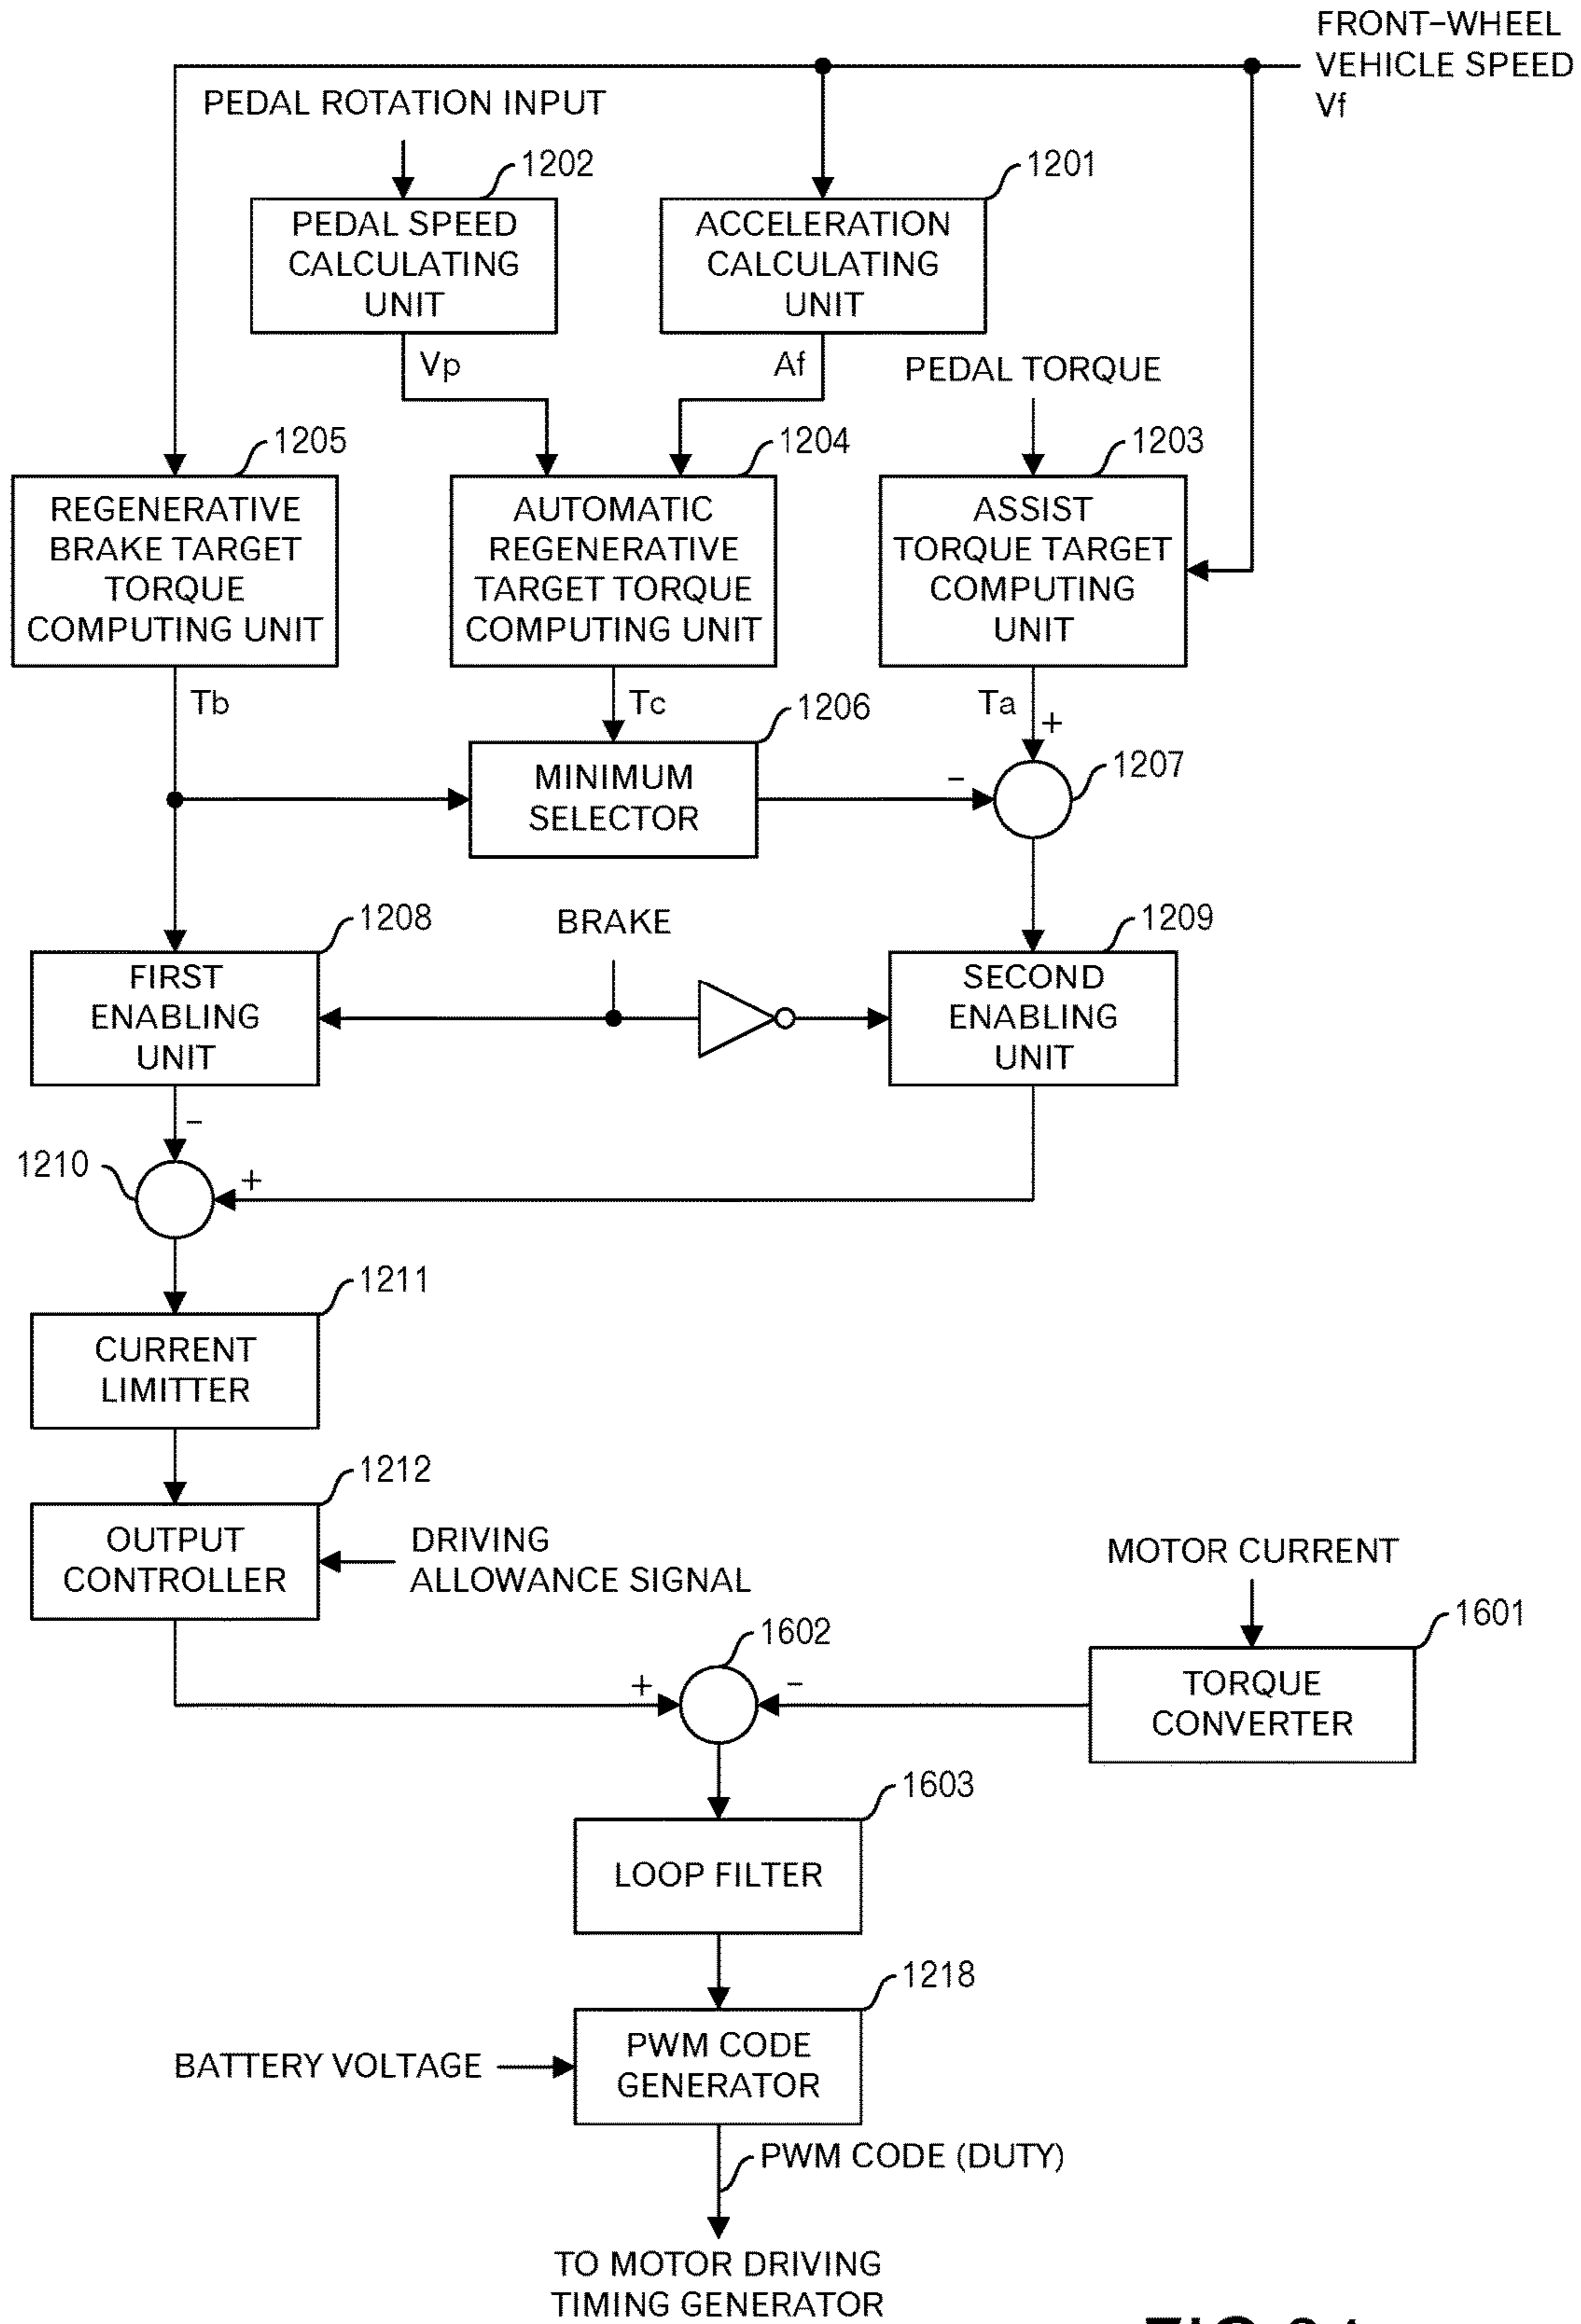 FRONT-WHEEL
VEHICLE SPEED
Vf
PEDAL ROTATION INPUT
1202
1201
PEDAL SPEED
CALCULATING
UNIT
ACCELERATION
CALCULATING
UNIT
Vp
Af
PEDAL TORQUE
1205
1204
1203
REGENERATIVE
BRAKE TARGET
TORQUE
COMPUTING UNIT
AUTOMATIC
REGENERATIVE
TARGET TORQUE
COMPUTING UNIT
ASSIST
TORQUE TARGET
COMPUTING
UNIT
Tb
Tc
Ta
+
1206
1207
MINIMUM
SELECTOR
-
1208
BRAKE
1209
FIRST
ENABLING
UNIT
SECOND
ENABLING
UNIT
-
1210
+
1211
CURRENT
LIMITTER
1212
OUTPUT
CONTROLLER
DRIVING
ALLOWANCE SIGNAL
MOTOR CURRENT
1602
1601
+
-
TORQUE
CONVERTER
1603
LOOP FILTER
1218
BATTERY VOLTAGE
PWM CODE
GENERATOR
PWM CODE (DUTY)
TO MOTOR DRIVING
TIMING GENERATOR